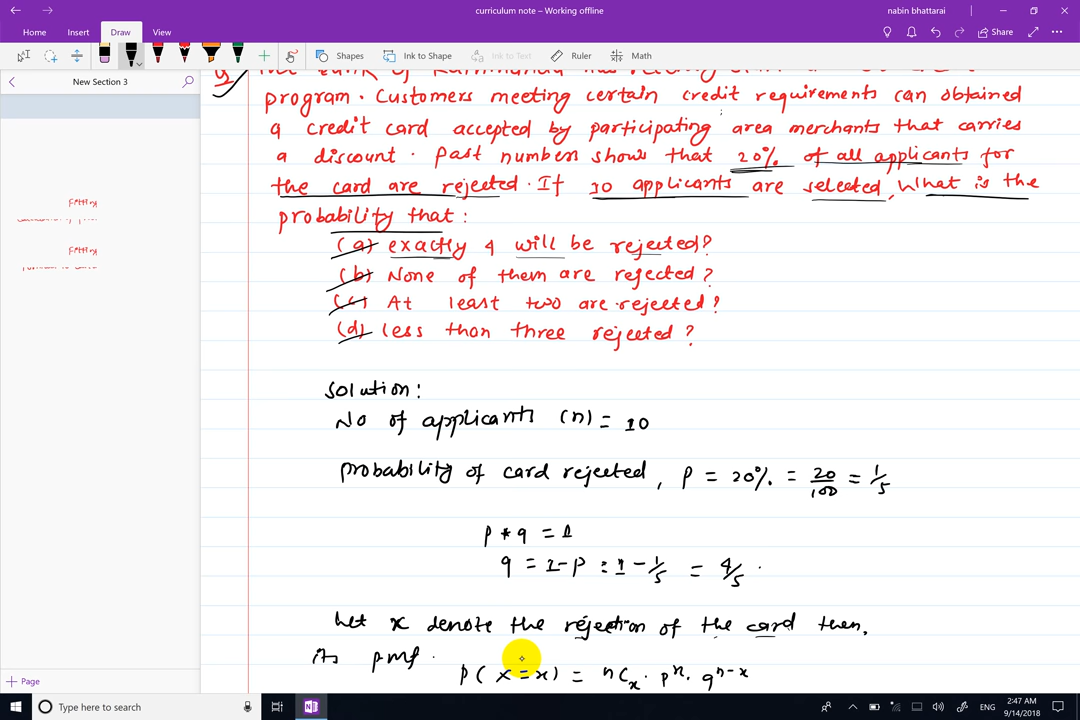 curriculum note – Working offline
nabin bhattarai
Home Insert Draw View
Share
Shapes Ink to Shape Ink to Text Ruler Math
New Section 3
program. Customers meeting certain credit requirements can obtained
a credit card accepted by participating area merchants that carries
a discount. Past numbers show that 20% of all applicants for
the card are rejected. If 10 applicants are selected, What is the
probability that:
(a) exactly 4 will be rejected?
(b) None of them are rejected?
(c) At least two are rejected?
(d) less than three rejected?
Solution:
No of applicants (n) = 10
probability of card rejected, p = 20% = 20/100 = 1/5
p + q = 1
q = 1-p = 1 - 1/5 = 4/5
Let x denote the rejection of the card then,
its pmf.
P(X=x) = nCx . p^x . q^n-x
Page
Type here to search
ENG
2:47 AM
9/14/2018